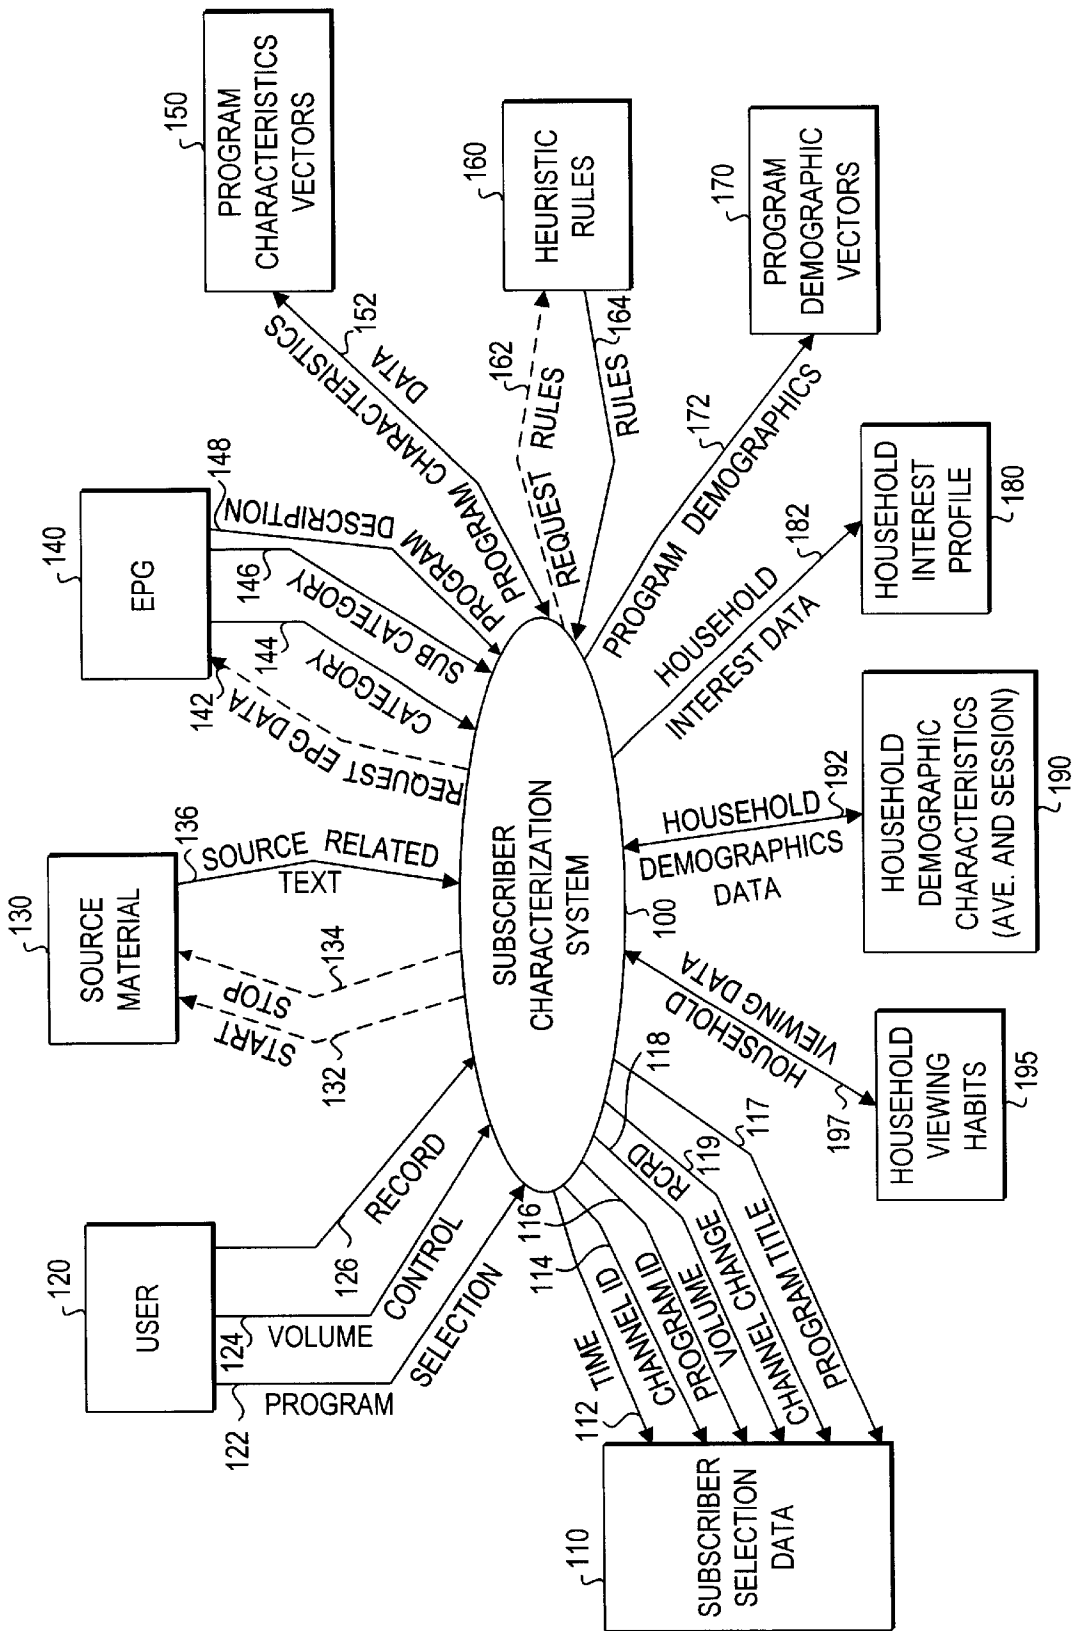 120
USER
122
PROGRAM
SELECTION
124
VOLUME
CONTROL
126
RECORD
130
SOURCE
MATERIAL
START
132
STOP
134
136
SOURCE RELATED
TEXT
140
EPG
142
REQUEST EPG DATA
144
CATEGORY
146
SUB CATEGORY
148
PROGRAM DESCRIPTION
150
PROGRAM
CHARACTERISTICS
VECTORS
152
PROGRAM CHARACTERISTICS
DATA
160
HEURISTIC
RULES
162
REQUEST RULES
164
RULES
170
PROGRAM
DEMOGRAPHIC
VECTORS
172
PROGRAM DEMOGRAPHICS
SUBSCRIBER
CHARACTERIZATION
SYSTEM
100
110
SUBSCRIBER
SELECTION
DATA
112
TIME
114
CHANNEL ID
116
PROGRAM ID
VOLUME
118
RCRD
119
CHANNEL CHANGE
117
PROGRAM TITLE
HOUSEHOLD
VIEWING DATA
197
HOUSEHOLD
VIEWING
HABITS
195
HOUSEHOLD
DEMOGRAPHICS
DATA
192
HOUSEHOLD
DEMOGRAPHIC
CHARACTERISTICS
(AVE. AND SESSION)
190
HOUSEHOLD
INTEREST DATA
182
HOUSEHOLD
INTEREST
PROFILE
180